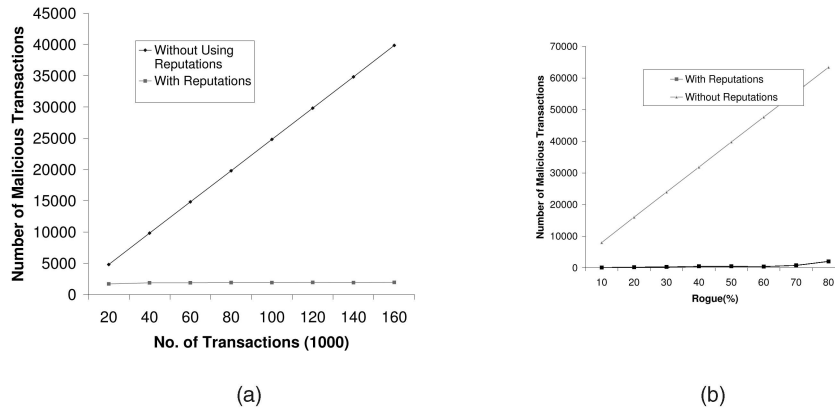 45000
40000
35000
30000
25000
20000
15000
10000
5000
0
Number of Malicious Transactions
Without Using
Reputations
With Reputations
20 40 60 80 100 120 140 160
No. of Transactions (1000)
(a)
70000
60000
50000
40000
30000
20000
10000
0
Number of Malicious Transactions
With Reputations
Without Reputations
10 20 30 40 50 60 70 80
Rogue(%)
(b)